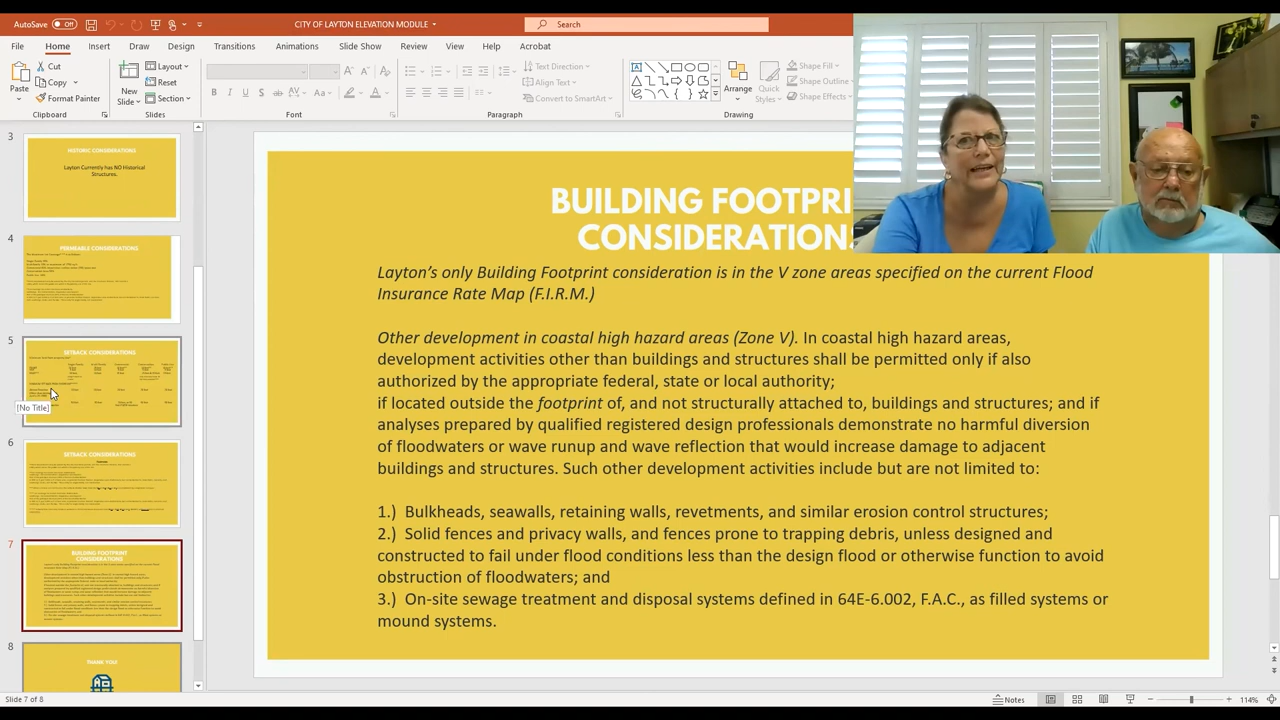 AutoSave Off
CITY OF LAYTON ELEVATION MODULE
Search
File Home Insert Draw Design Transitions Animations Slide Show Review View Help Acrobat
Paste
Cut
Copy
Format Painter
Clipboard
New
Slide
Layout
Reset
Section
Slides
Font
Text Direction
Align Text
Convert to SmartArt
Paragraph
Arrange
Quick
Styles
Shape Fill
Shape Outline
Shape Effects
Drawing
3
HISTORIC CONSIDERATIONS
Layton Currently has NO Historical
Structures.
4
PERMEABLE CONSIDERATIONS
5
SETBACK CONSIDERATIONS
[No Title]
6
SETBACK CONSIDERATIONS
7
BUILDING FOOTPRINT
CONSIDERATIONS
8
THANK YOU!
BUILDING FOOTPRI
CONSIDERATIONS
Layton's only Building Footprint consideration is in the V zone areas specified on the current Flood
Insurance Rate Map (F.I.R.M.)
Other development in coastal high hazard areas (Zone V). In coastal high hazard areas,
development activities other than buildings and structures shall be permitted only if also
authorized by the appropriate federal, state or local authority;
if located outside the footprint of, and not structurally attached to, buildings and structures; and if
analyses prepared by qualified registered design professionals demonstrate no harmful diversion
of floodwaters or wave runup and wave reflection that would increase damage to adjacent
buildings and structures. Such other development activities include but are not limited to:
1.) Bulkheads, seawalls, retaining walls, revetments, and similar erosion control structures;
2.) Solid fences and privacy walls, and fences prone to trapping debris, unless designed and
constructed to fail under flood conditions less than the design flood or otherwise function to avoid
obstruction of floodwaters; and
3.) On-site sewage treatment and disposal systems defined in 64E-6.002, F.A.C., as filled systems or
mound systems.
Slide 7 of 8
Notes
114%